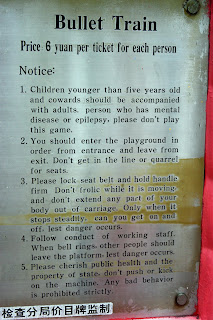 Bullet Train
Price 6 yuan per ticket for each person
Notice:
1. Children younger than five years old
and cowards should be accompanied
with adults. person who has mental
disease or epilepsy, please don't play
this game.
2. You should enter the playground in
order from entrance and leave from
exit. Don't get in the line or quarrel
for seats.
3. Please lock seat belt and hold handle
firm. Don't frolic while it is moving
and don't extend any part of your
body out of carriage. Only when it
stops steadily, can you get on and
off, lest danger occurs.
4. Follow conduct of working staff.
When bell rings, other people should
leave the platform, lest danger occurs.
5. Please cherish public health and the
property of state, don't push or kick
on the machine. Any bad behavior
is prohibited strictly.
检查分局价目牌监制